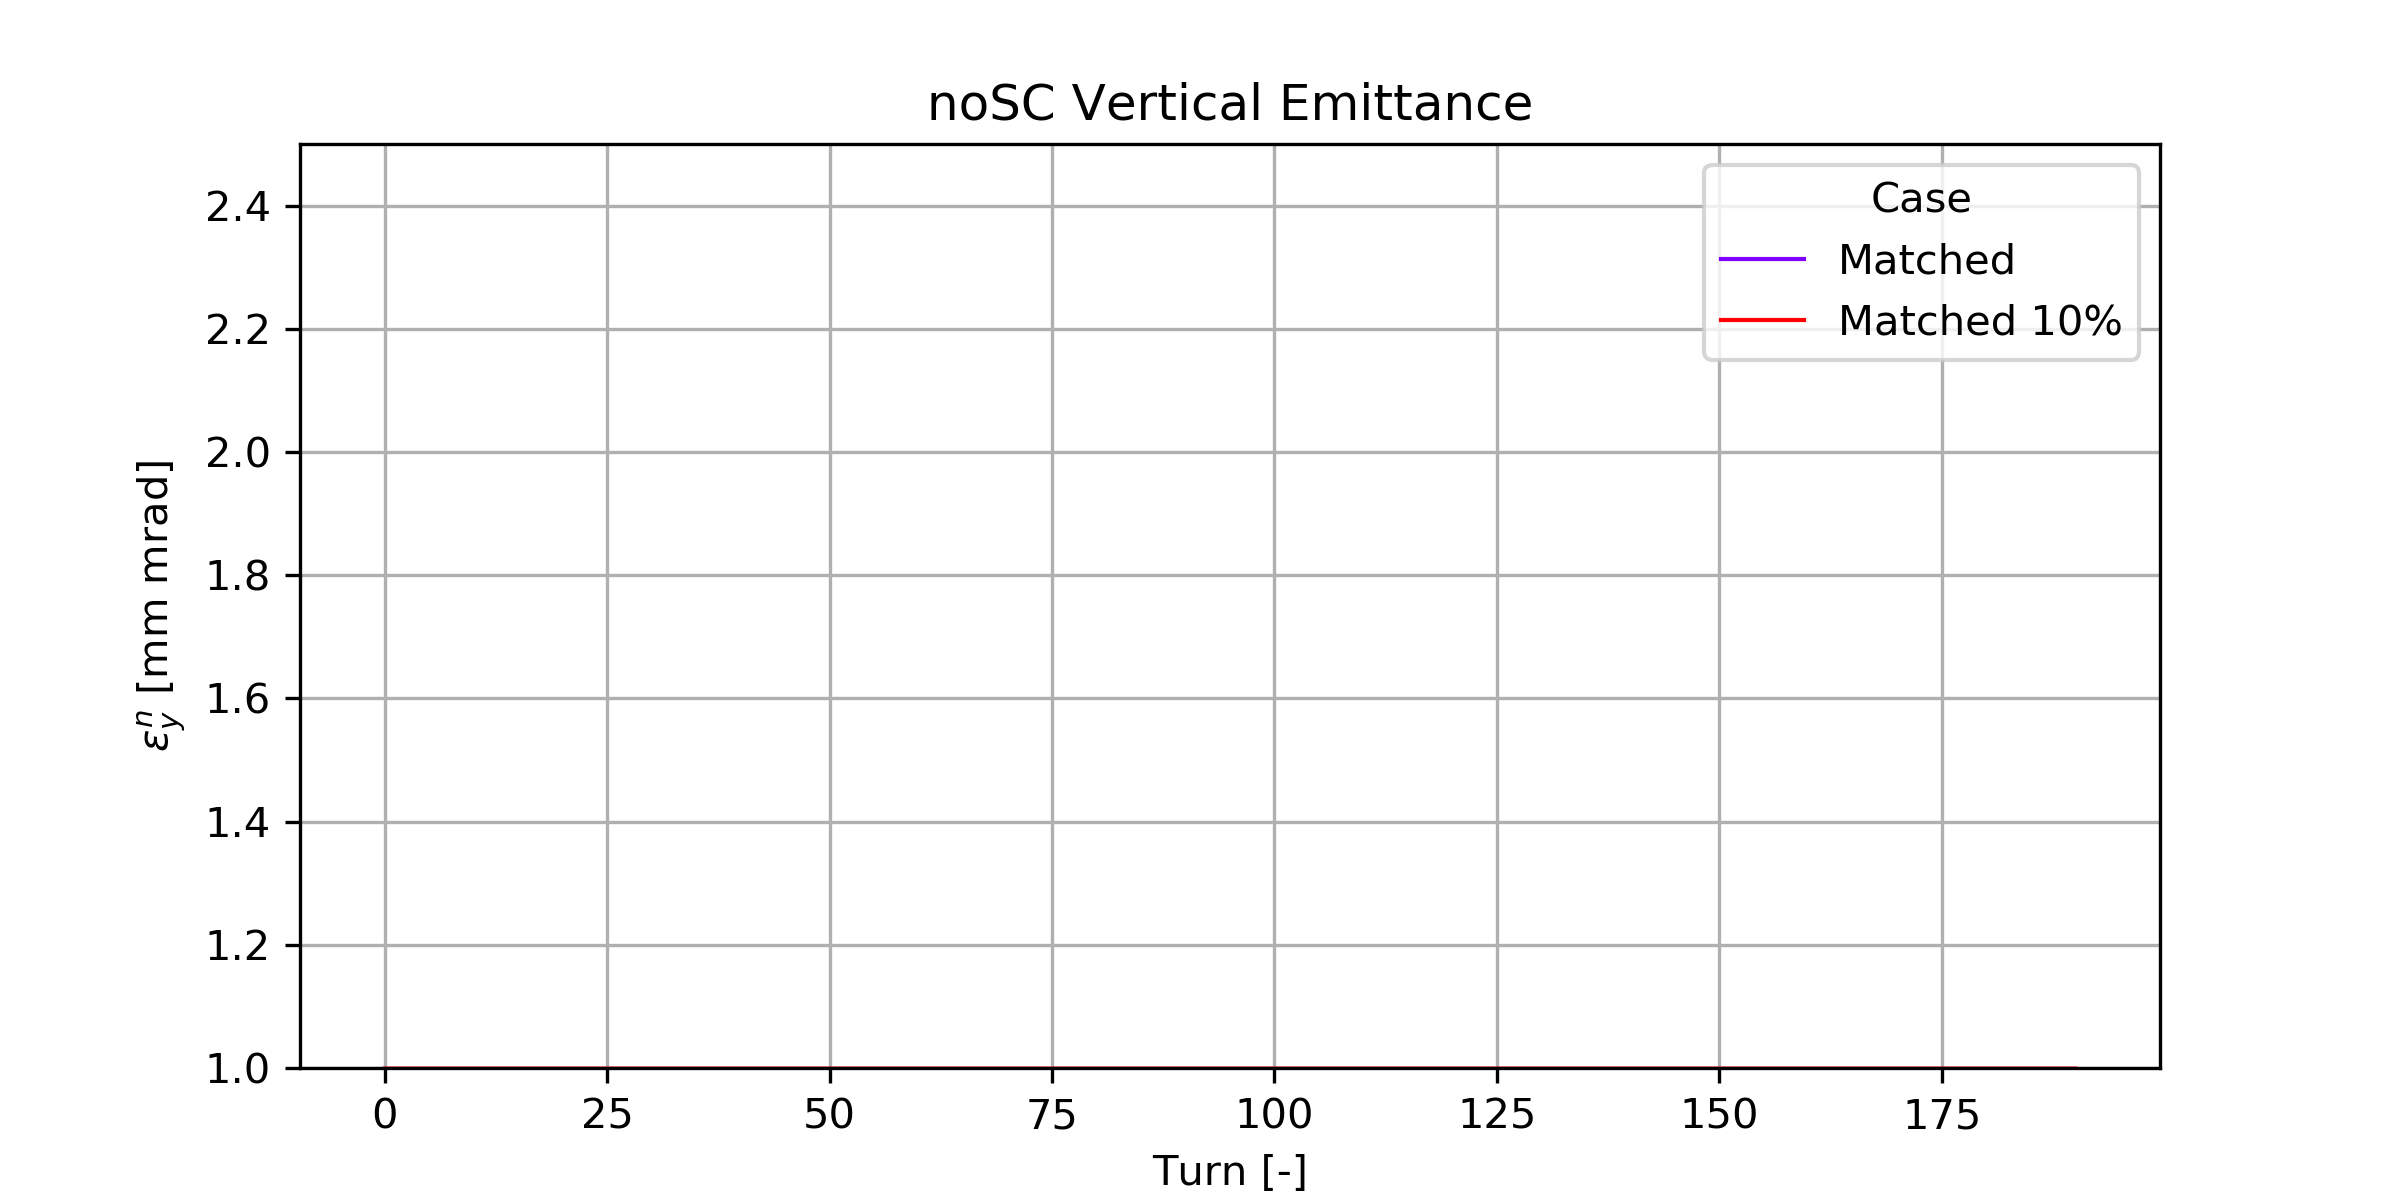 noSC Vertical Emittance
2.4
2.2
2.0
1.8
1.6
1.4
1.2
1.0
ε_y^n [mm mrad]
Case
Matched
Matched 10%
0 25 50 75 100 125 150 175
Turn [-]